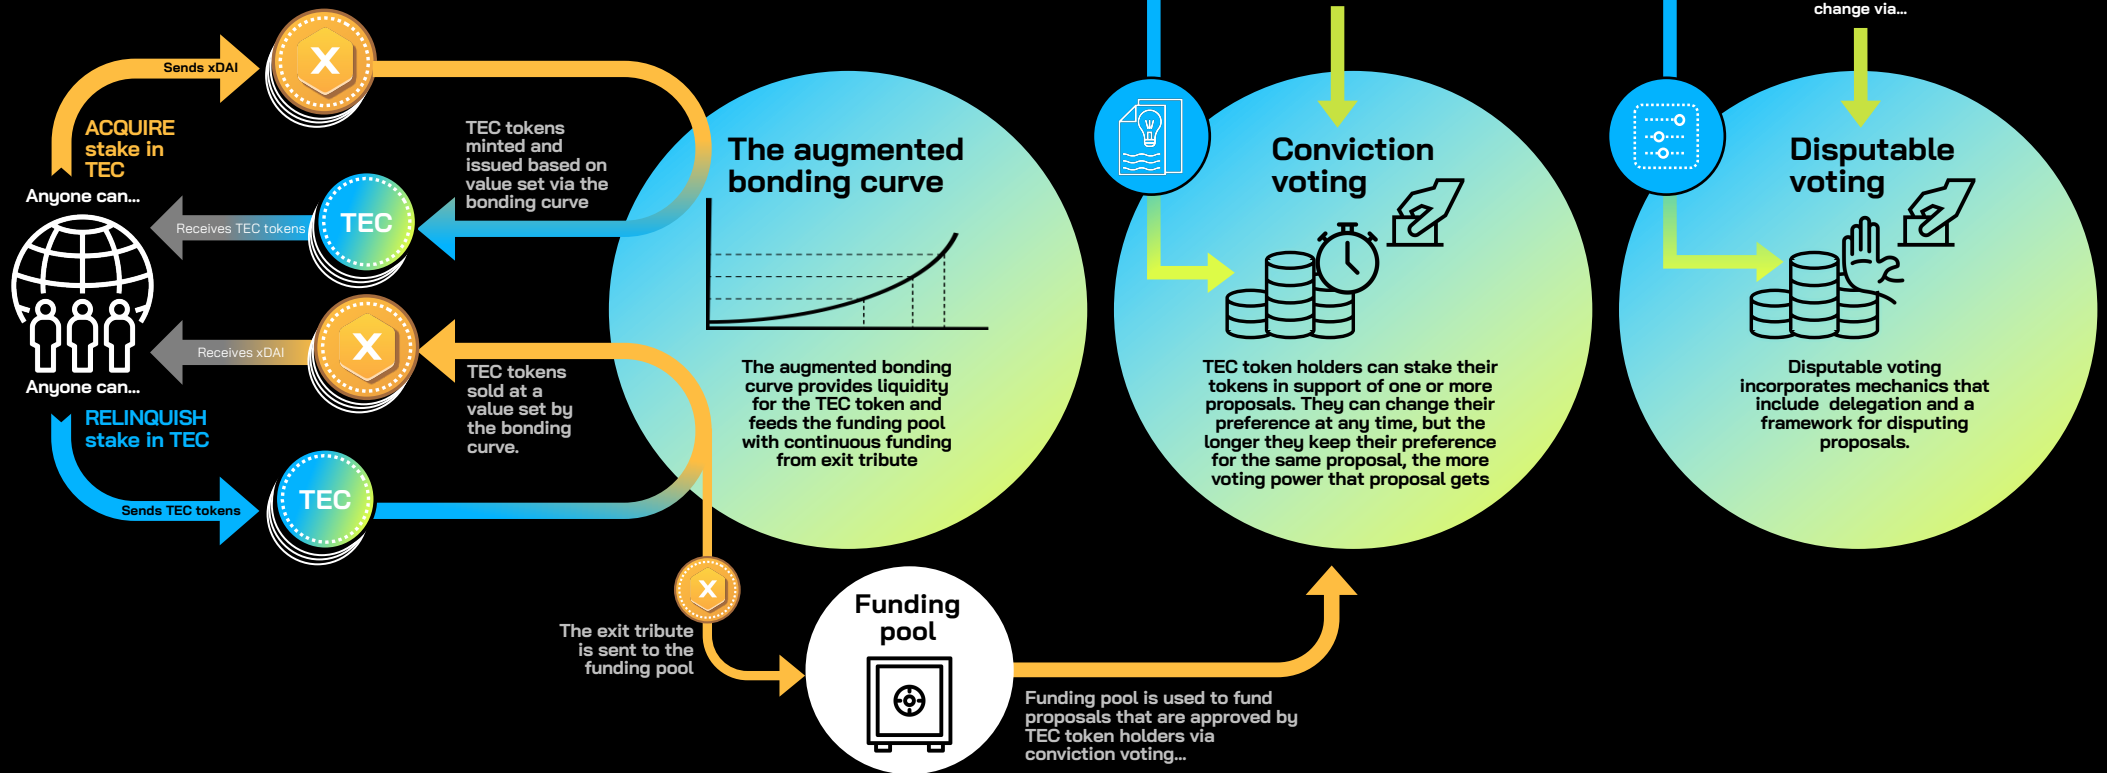 change via...
Sends xDAI
X
ACQUIRE
stake in
TEC
Anyone can...
TEC tokens
minted and
issued based on
value set via the
bonding curve
Receives TEC tokens
TEC
Receives xDAI
X
Anyone can...
RELINQUISH
stake in TEC
TEC tokens
sold at a
value set by
the bonding
curve.
Sends TEC tokens
TEC
The augmented
bonding curve
The augmented bonding
curve provides liquidity
for the TEC token and
feeds the funding pool
with continuous funding
from exit tribute
Conviction
voting
TEC token holders can stake their
tokens in support of one or more
proposals. They can change their
preference at any time, but the
longer they keep their preference
for the same proposal, the more
voting power that proposal gets
Disputable
voting
Disputable voting
incorporates mechanics that
include  delegation and a
framework for disputing
proposals.
X
The exit tribute
is sent to the
funding pool
Funding
pool
Funding pool is used to fund
proposals that are approved by
TEC token holders via
conviction voting...